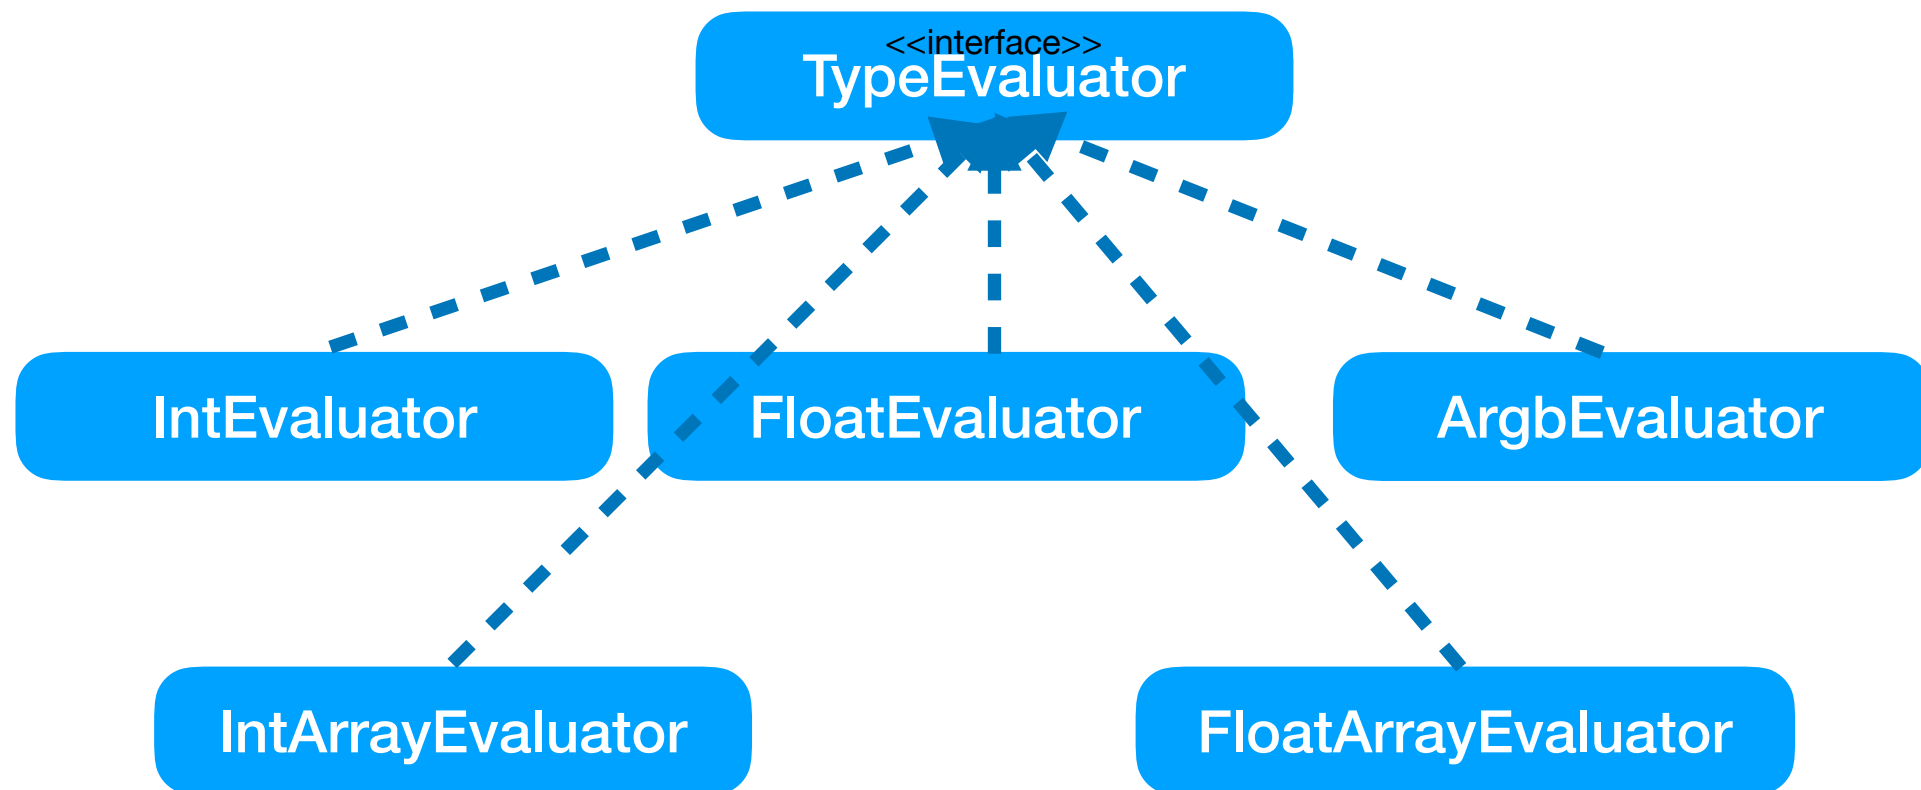 <<interface>>
TypeEvaluator
IntEvaluator
FloatEvaluator
ArgbEvaluator
IntArrayEvaluator
FloatArrayEvaluator